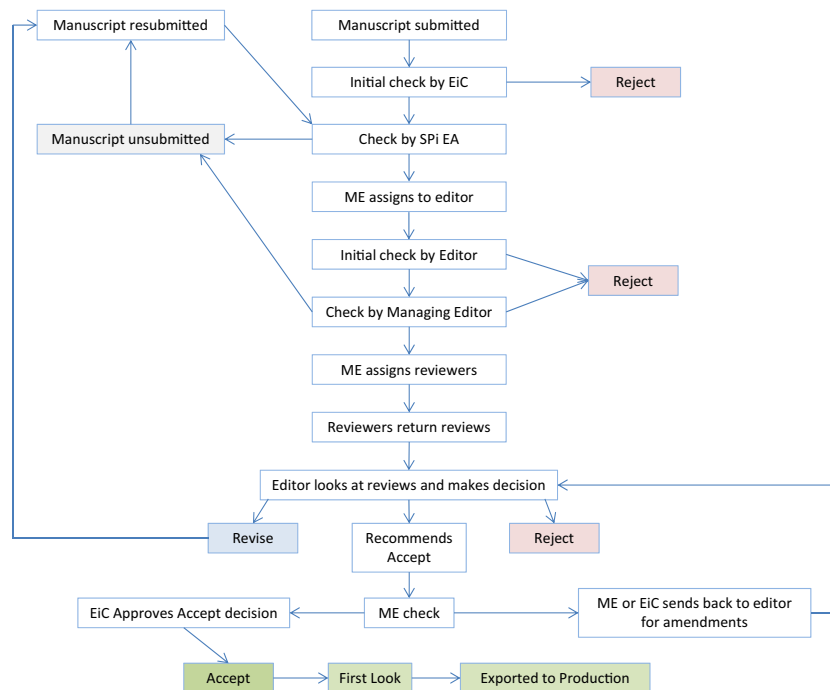 Manuscript resubmitted
Manuscript submitted
Initial check by EiC
Reject
Manuscript unsubmitted
Check by SPi EA
ME assigns to editor
Initial check by Editor
Reject
Check by Managing Editor
ME assigns reviewers
Reviewers return reviews
Editor looks at reviews and makes decision
Revise
Recommends
Accept
Reject
EiC Approves Accept decision
ME check
ME or EiC sends back to editor
for amendments
Accept
First Look
Exported to Production